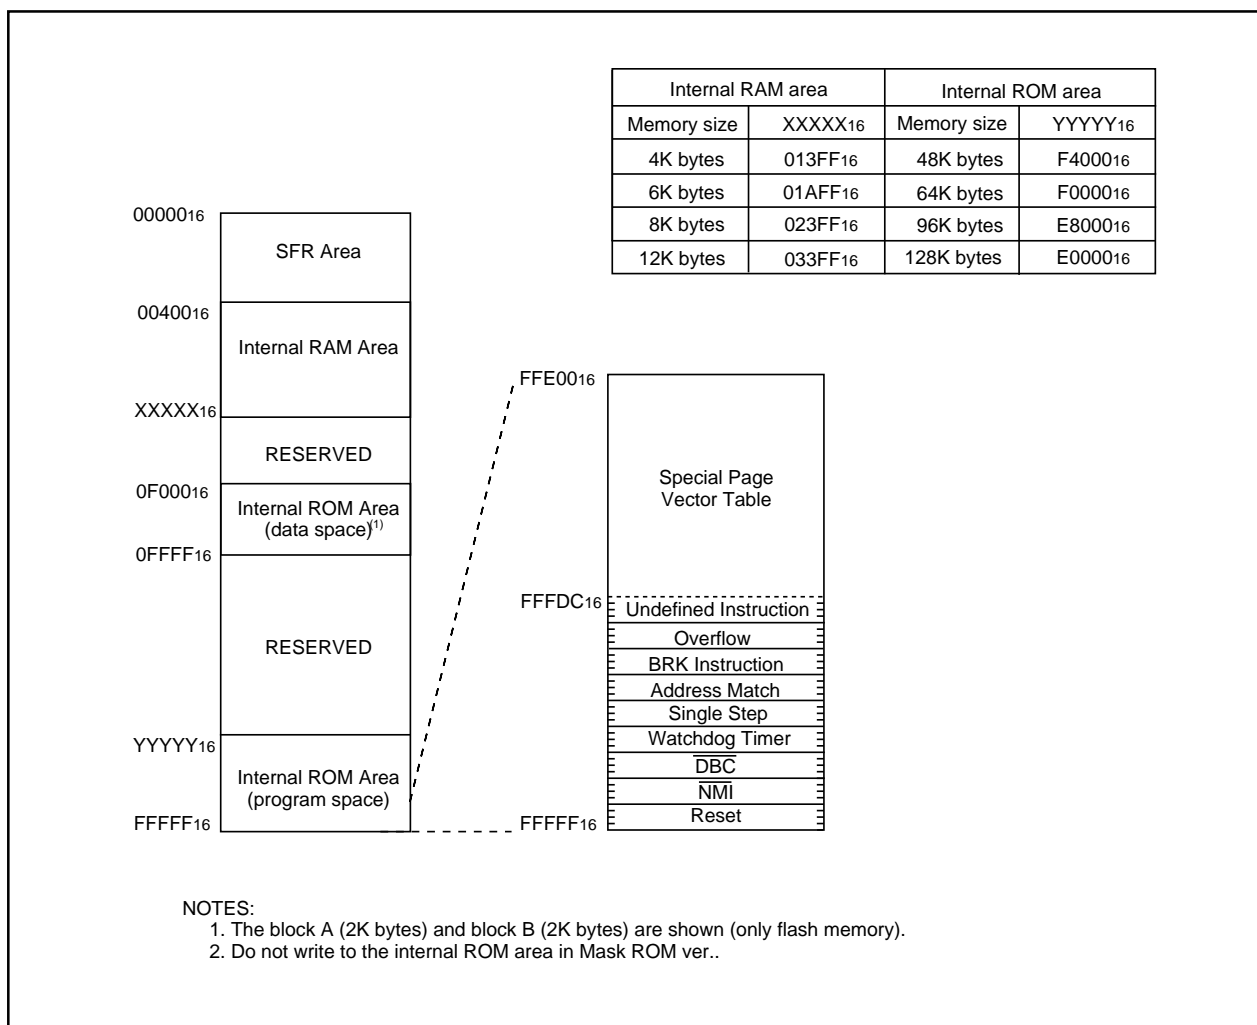 Internal RAM area Internal ROM area
Memory size XXXXX16 Memory size YYYYY16
4K bytes 013FF16 48K bytes F400016
6K bytes 01AFF16 64K bytes F000016
8K bytes 023FF16 96K bytes E800016
12K bytes 033FF16 128K bytes E000016
0000016
SFR Area
0040016
Internal RAM Area
XXXXX16
RESERVED
0F00016
Internal ROM Area
(data space)(1)
0FFFF16
RESERVED
YYYYY16
Internal ROM Area
(program space)
FFFFF16
FFE0016
Special Page
Vector Table
FFFDC16
Undefined Instruction
Overflow
BRK Instruction
Address Match
Single Step
Watchdog Timer
DBC
NMI
Reset
FFFFF16
NOTES:
1. The block A (2K bytes) and block B (2K bytes) are shown (only flash memory).
2. Do not write to the internal ROM area in Mask ROM ver..